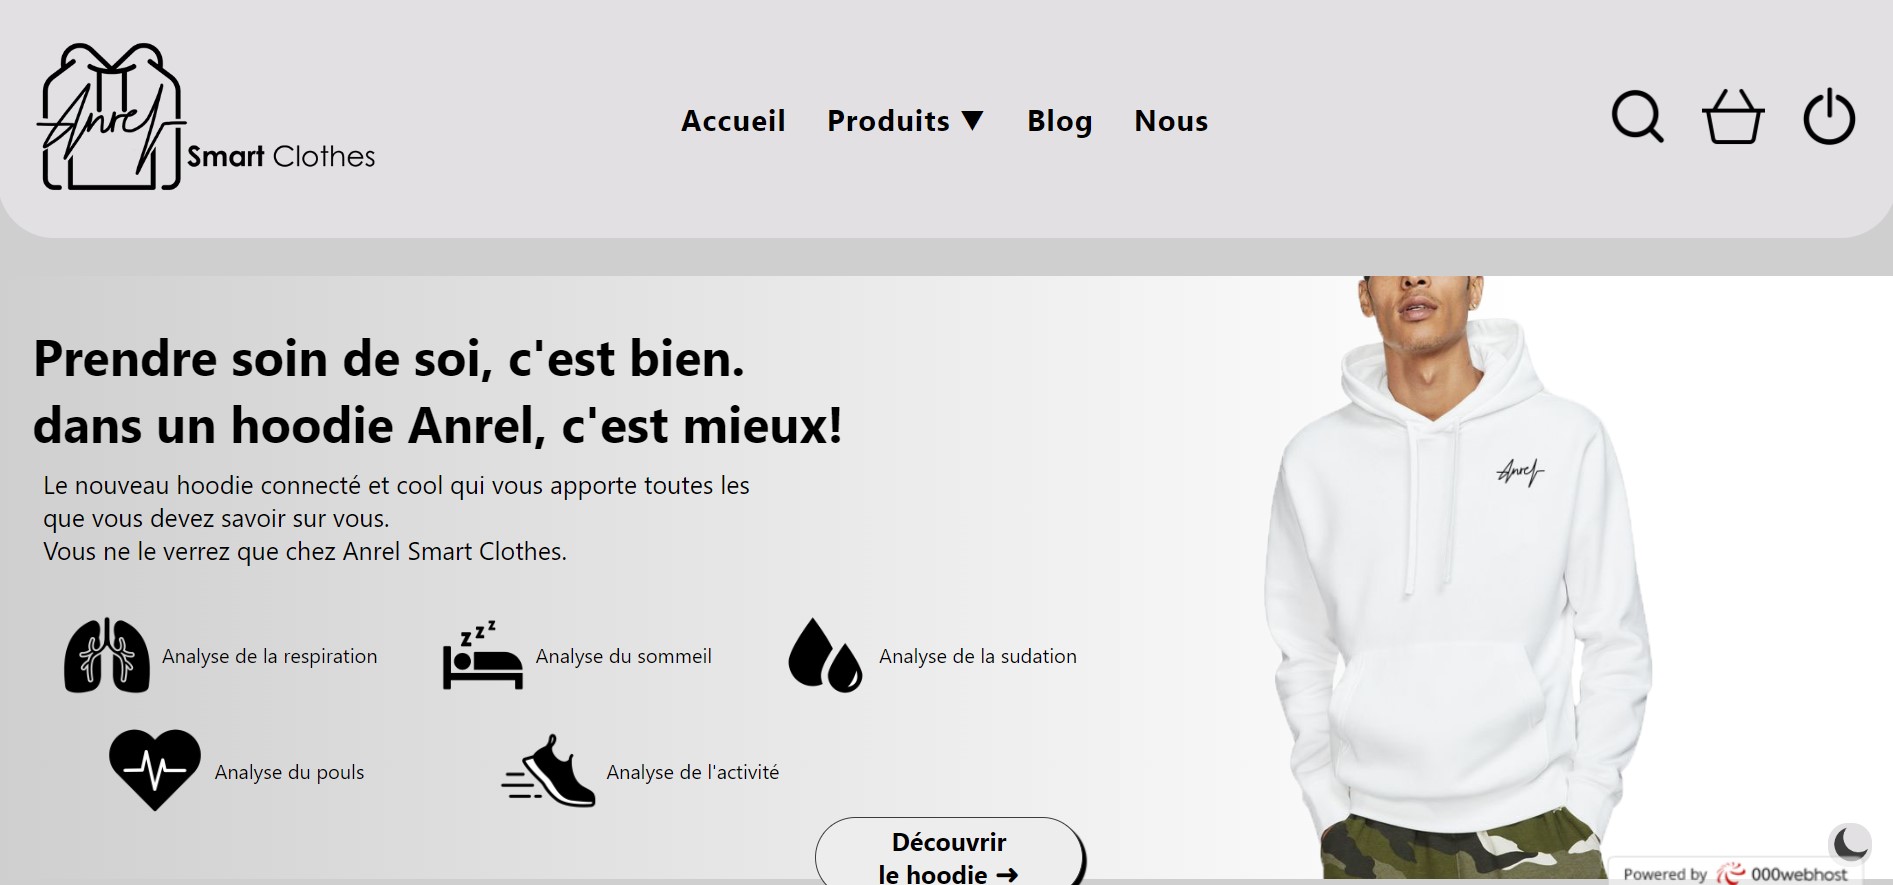 Anrel
Smart Clothes
Accueil
Produits ▼
Blog
Nous
Prendre soin de soi, c'est bien.
dans un hoodie Anrel, c'est mieux!
Le nouveau hoodie connecté et cool qui vous apporte toutes les
que vous devez savoir sur vous.
Vous ne le verrez que chez Anrel Smart Clothes.
Anrel
zzz
Analyse de la respiration
Analyse du sommeil
Analyse de la sudation
Analyse du pouls
Analyse de l'activité
Découvrir
le hoodie ➜
Powered by 000webhost